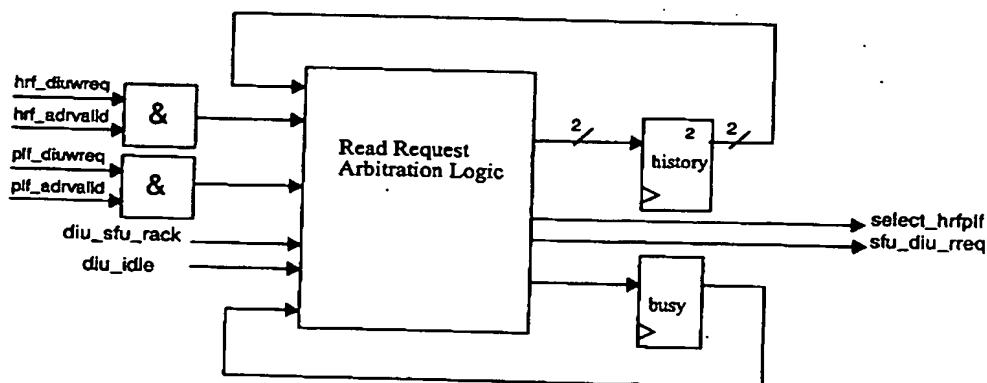 hrf_diuwreq
hrf_adrvalid
&
plf_diuwreq
plf_adrvalid
&
diu_sfu_rack
diu_idle
Read Request
Arbitration Logic
2
2
2
history
select_hrfplf
sfu_diu_rreq
busy